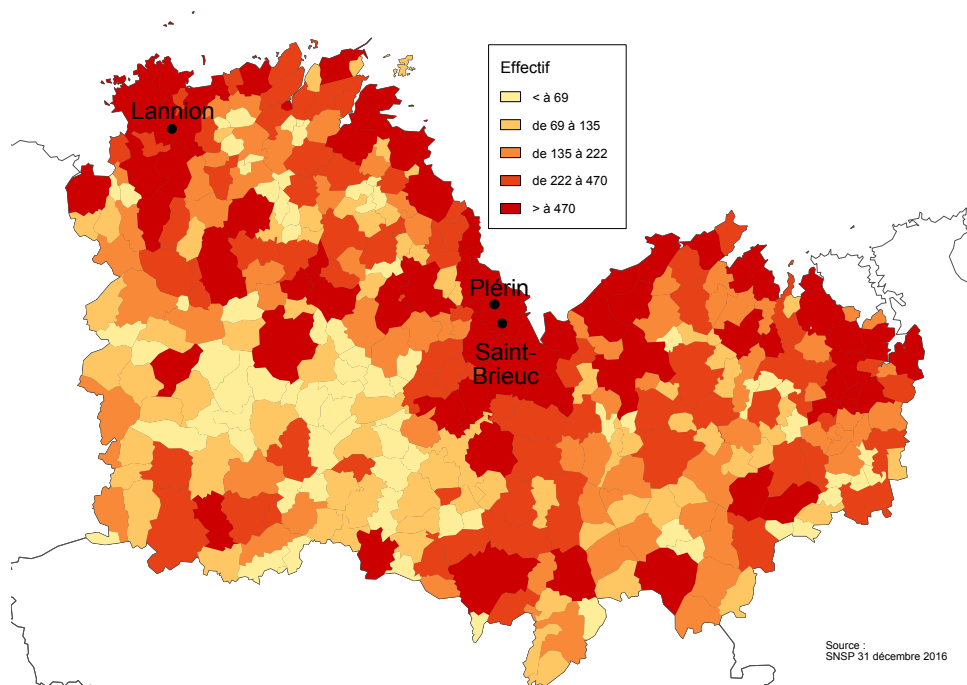 Effectif
< à 69
de 69 à 135
de 135 à 222
de 222 à 470
> à 470
Lannion
Plérin
Saint-
Brieuc
Source :
SNSP 31 décembre 2016